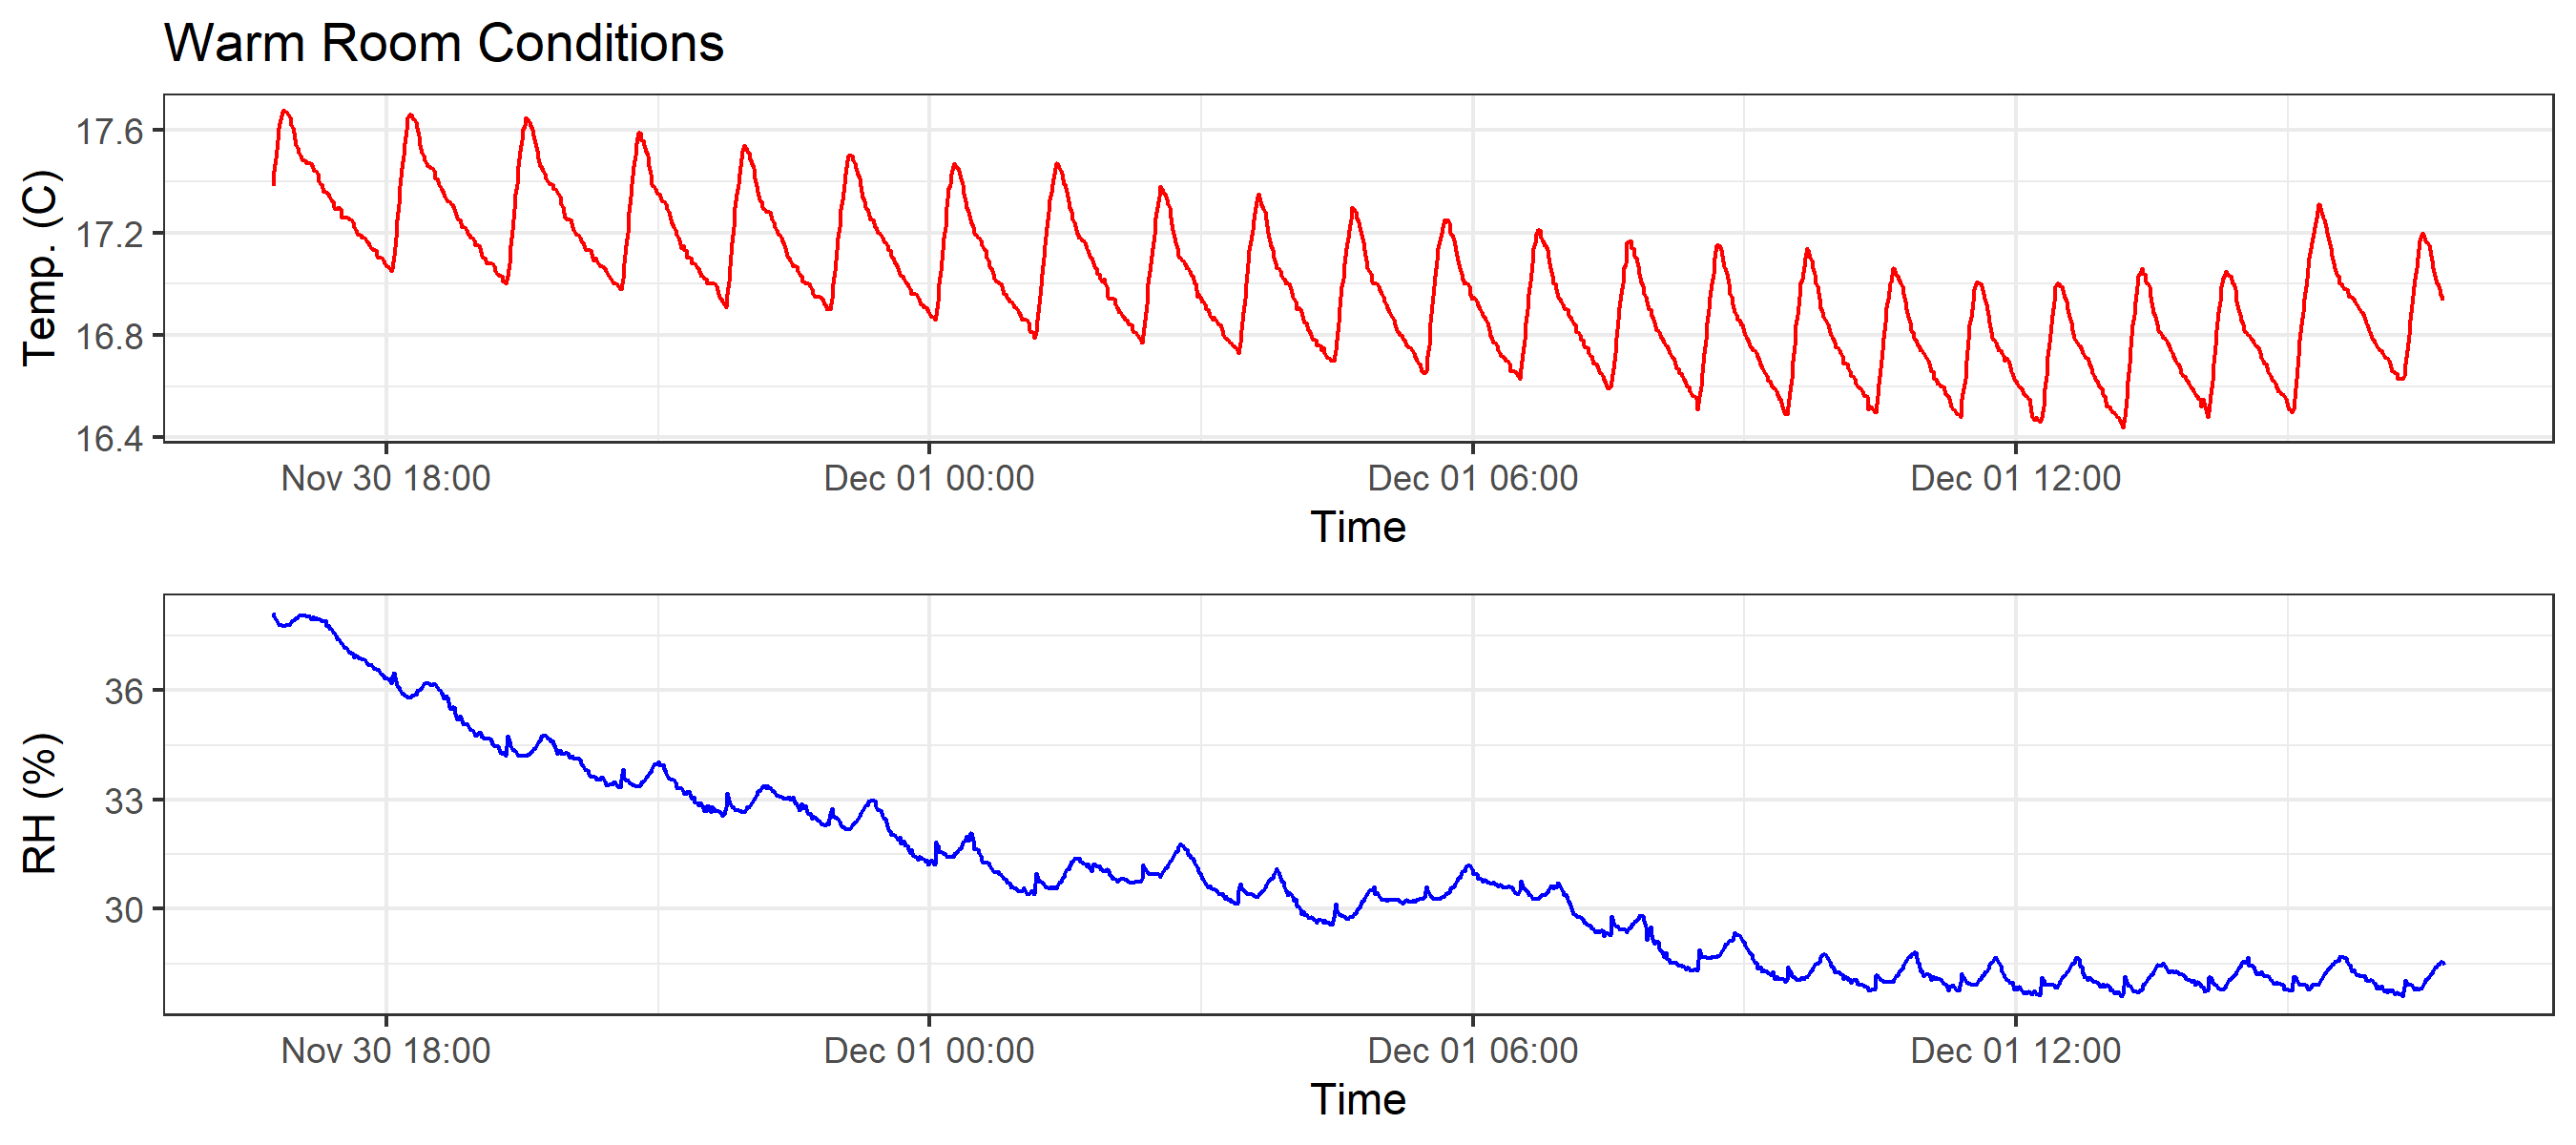 Warm Room Conditions
Temp. (C)
17.6
17.2
16.8
16.4
Nov 30 18:00 Dec 01 00:00 Dec 01 06:00 Dec 01 12:00
Time
RH (%)
36
33
30
Nov 30 18:00 Dec 01 00:00 Dec 01 06:00 Dec 01 12:00
Time